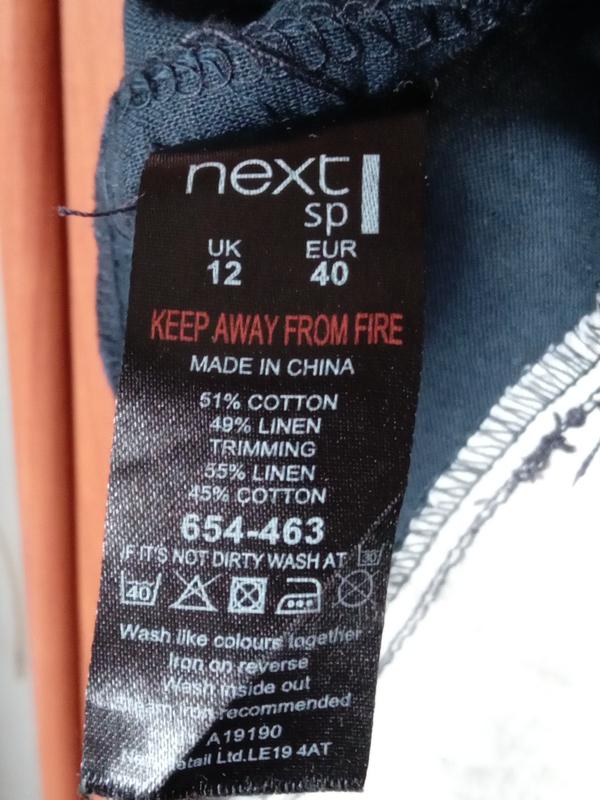 next
sp
UK EUR
12 40
KEEP AWAY FROM FIRE
MADE IN CHINA
51% COTTON
49% LINEN
TRIMMING
55% LINEN
45% COTTON
654-463
IF IT'S NOT DIRTY WASH AT 30
40
Wash like colours together
Iron on reverse
Wash inside out
recommended
A19190
Ltd.LE19 4AT